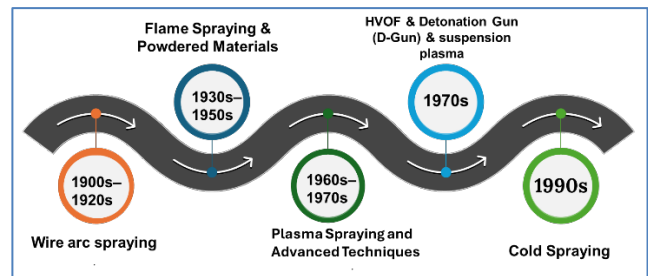 Flame Spraying &
Powdered Materials
HVOF & Detonation Gun
(D-Gun) & suspension
plasma
1930s–
1950s
1970s
1900s–
1920s
1960s–
1970s
1990s
Wire arc spraying
Plasma Spraying and
Advanced Techniques
Cold Spraying